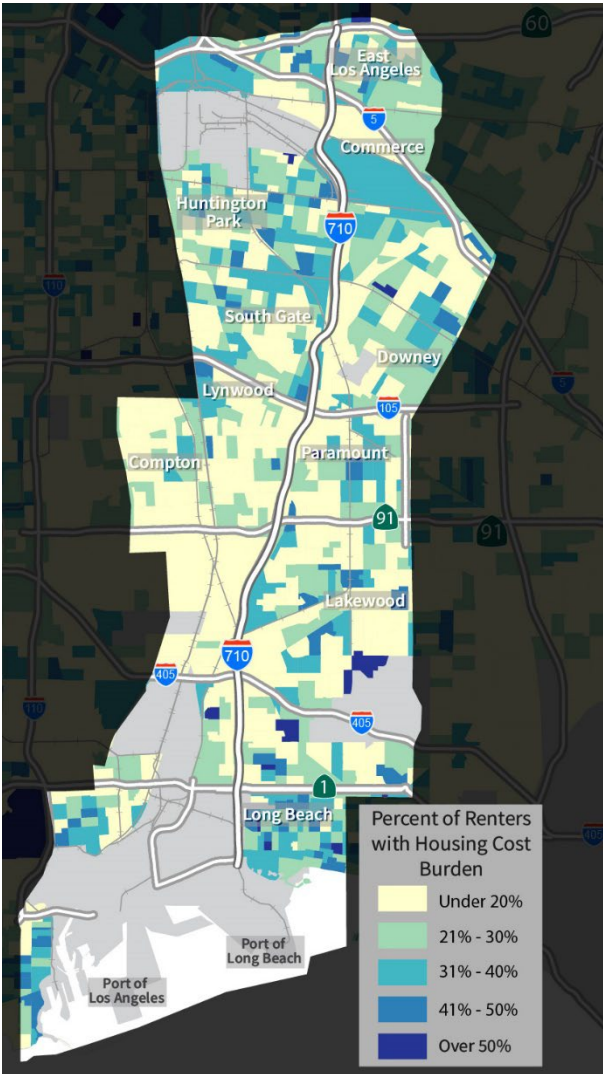 60
East
Los Angeles
5
Commerce
Huntington
Park
710
110
South Gate
Downey
5
Lynwood
105
Compton
Paramount
91
91
Lakewood
710
405
110
405
1
Long Beach
405
Port of
Long Beach
Port of
Los Angeles
Percent of Renters
with Housing Cost
Burden
Under 20%
21% - 30%
31% - 40%
41% - 50%
Over 50%